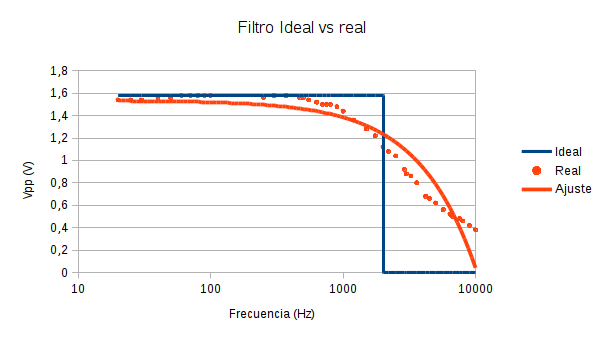 Filtro Ideal vs real
1,8
1,6
1,4
1,2
1
0,8
0,6
0,4
0,2
0
Vpp (V)
10
100
1000
10000
Frecuencia (Hz)
Ideal
Real
Ajuste